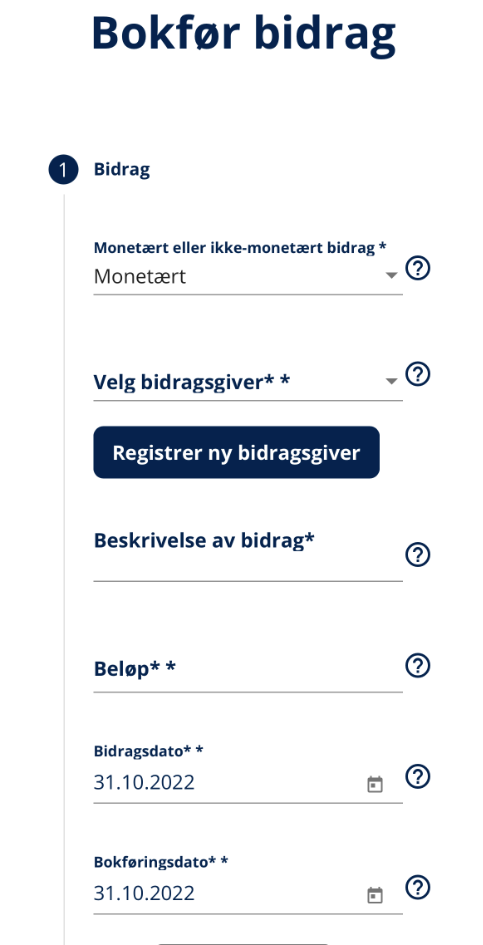 Bokfør bidrag
1 Bidrag
Monetært eller ikke-monetært bidrag *
Monetært
?
Velg bidragsgiver* *
?
Registrer ny bidragsgiver
Beskrivelse av bidrag*
?
Beløp* *
?
Bidragsdato* *
31.10.2022
?
Bokføringsdato* *
31.10.2022
?